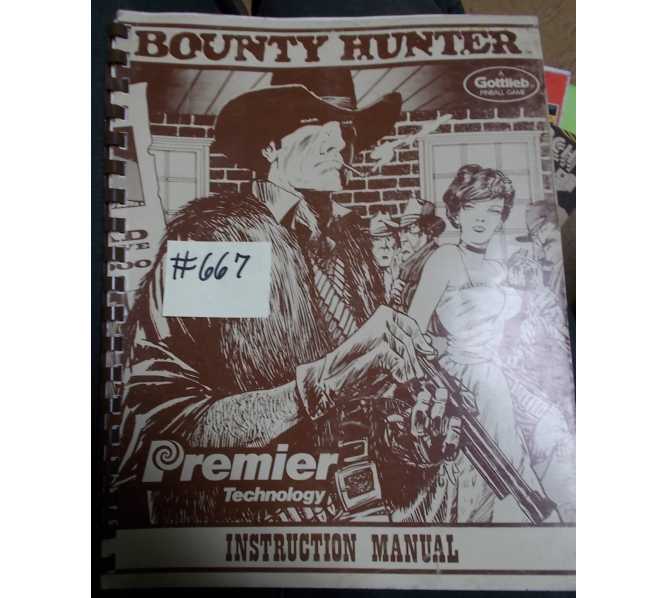 BOUNTY HUNTER
A
Gottlieb
PINBALL GAME
#667
Premier
Technology
INSTRUCTION MANUAL